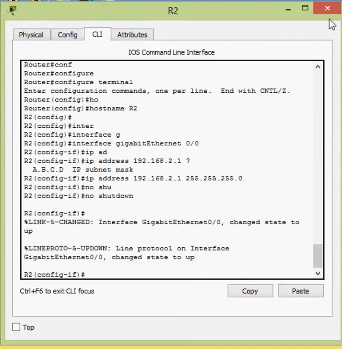 R2
Physical
Config
CLI
Attributes
IOS Command Line Interface
Router#conf
Router#configure
Router#configure terminal
Enter configuration commands, one per line.  End with CNTL/Z.
Router(config)#ho
Router(config)#hostname R2
R2(config)#
R2(config)#inter
R2(config)#interface g
R2(config)#interface gigabitEthernet 0/0
R2(config-if)#ip ad
R2(config-if)#ip address 192.168.2.1 ?
A.B.C.D  IP subnet mask
R2(config-if)#ip address 192.168.2.1 255.255.255.0
R2(config-if)#no shu
R2(config-if)#no shutdown
R2(config-if)#
%LINK-5-CHANGED: Interface GigabitEthernet0/0, changed state to
up
%LINEPROTO-5-UPDOWN: Line protocol on Interface
GigabitEthernet0/0, changed state to up
R2(config-if)#
Ctrl+F6 to exit CLI focus
Copy
Paste
Top